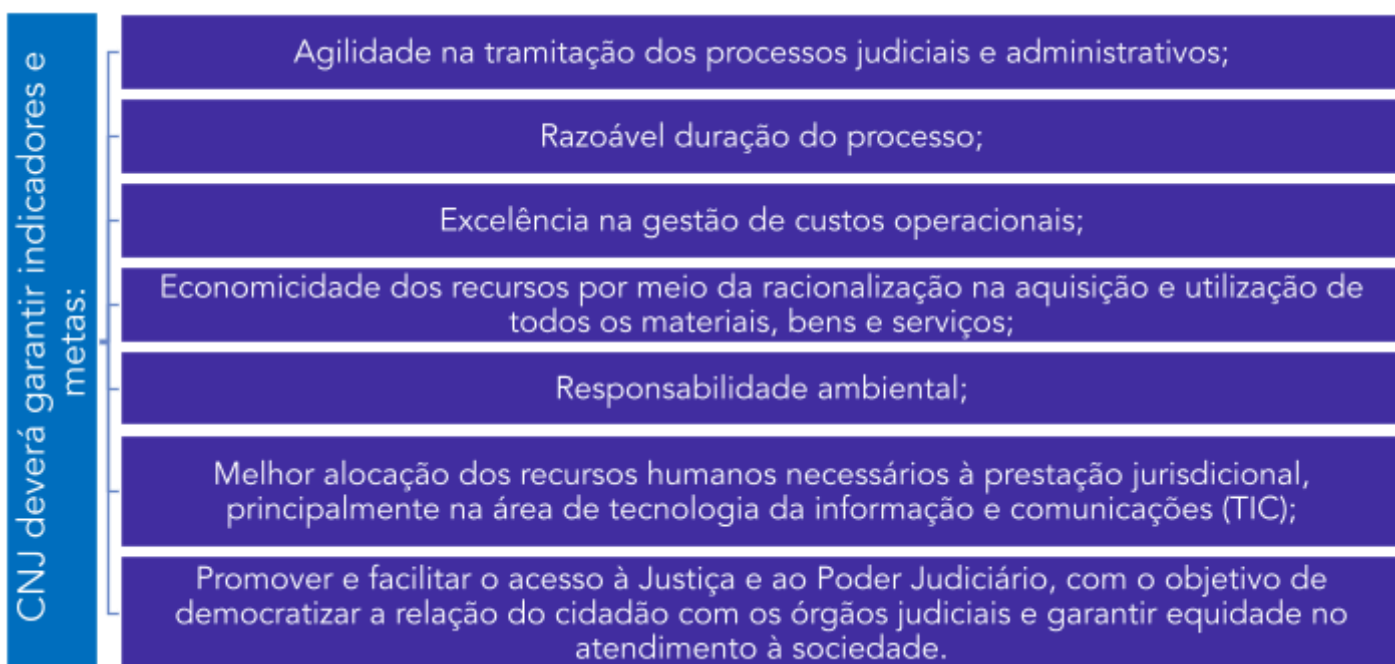 CNJ deverá garantir indicadores e
metas:
Agilidade na tramitação dos processos judiciais e administrativos;
Razoável duração do processo;
Excelência na gestão de custos operacionais;
Economicidade dos recursos por meio da racionalização na aquisição e utilização de
todos os materiais, bens e serviços;
Responsabilidade ambiental;
Melhor alocação dos recursos humanos necessários à prestação jurisdicional,
principalmente na área de tecnologia da informação e comunicações (TIC);
Promover e facilitar o acesso à Justiça e ao Poder Judiciário, com o objetivo de
democratizar a relação do cidadão com os órgãos judiciais e garantir equidade no
atendimento à sociedade.